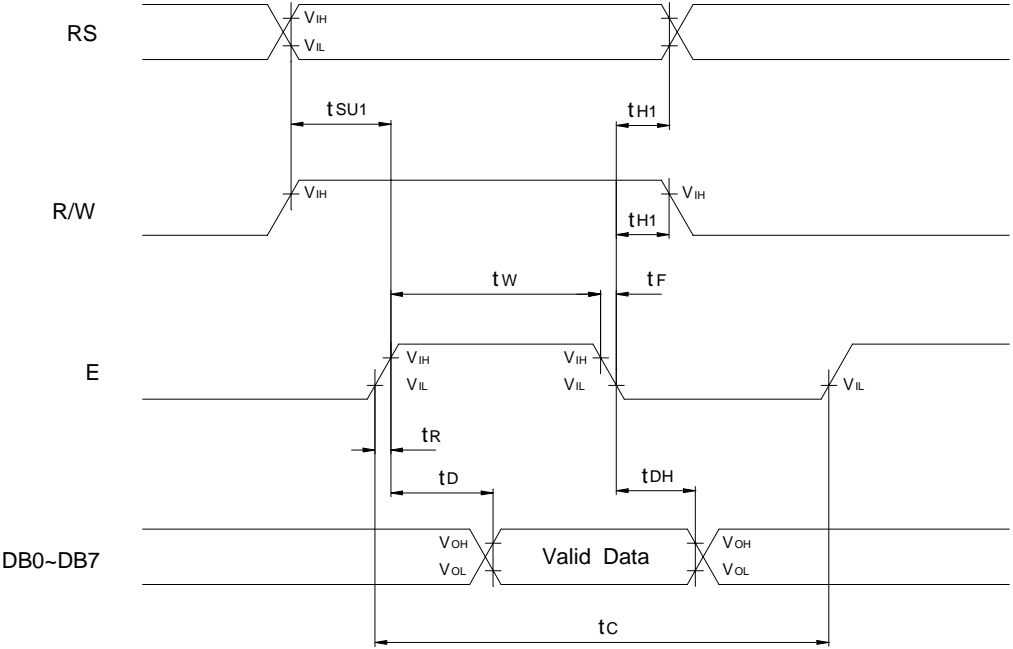 RS
VIH
VIL
tSU1
tH1
R/W
VIH
VIH
tH1
tW
tF
E
VIH
VIH
VIL
VIL
VIL
tR
tD
tDH
DB0~DB7
VOH
Valid Data
VOH
VOL
VOL
tC